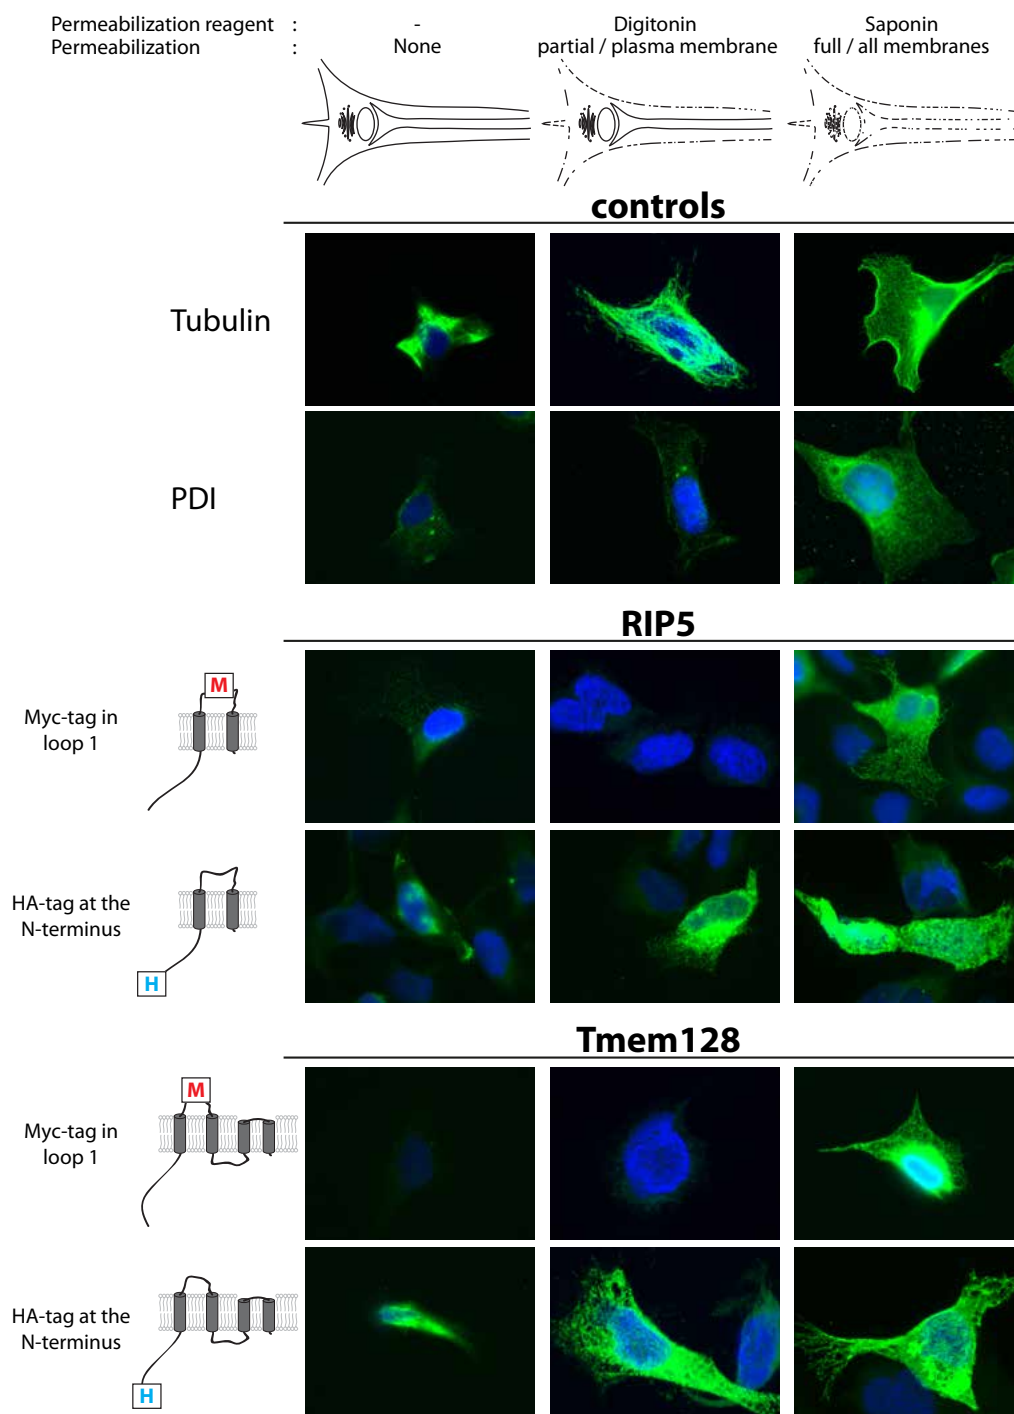 Permeabilization reagent : - Digitonin Saponin
Permeabilization : None partial / plasma membrane full / all membranes
controls
Tubulin
PDI
RIP5
M
Myc-tag in
loop 1
HA-tag at the
N-terminus
H
Tmem128
M
Myc-tag in
loop 1
HA-tag at the
N-terminus
H